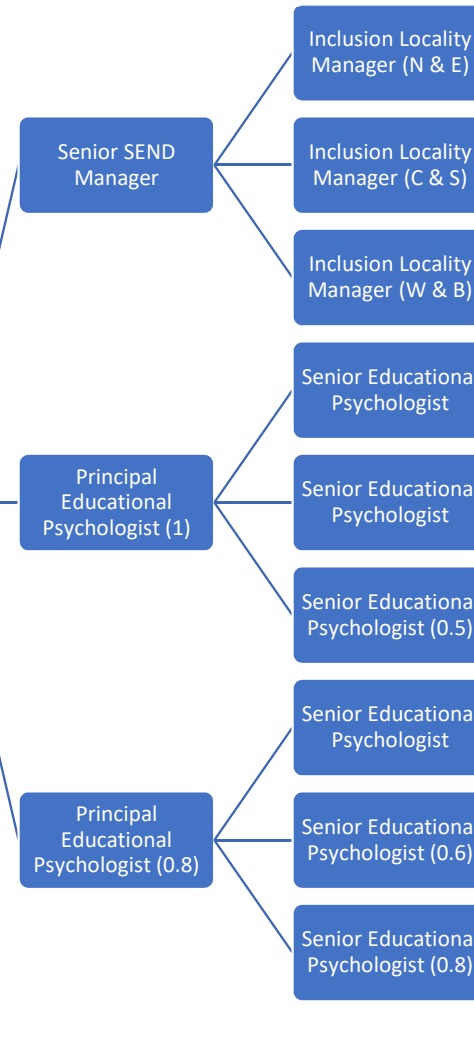 Senior SEND
Manager
Inclusion Locality
Manager (N & E)
Inclusion Locality
Manager (C & S)
Inclusion Locality
Manager (W & B)
Principal
Educational
Psychologist (1)
Senior Educationa
Psychologist
Senior Educationa
Psychologist
Senior Educationa
Psychologist (0.5)
Principal
Educational
Psychologist (0.8)
Senior Educationa
Psychologist
Senior Educationa
Psychologist (0.6)
Senior Educationa
Psychologist (0.8)